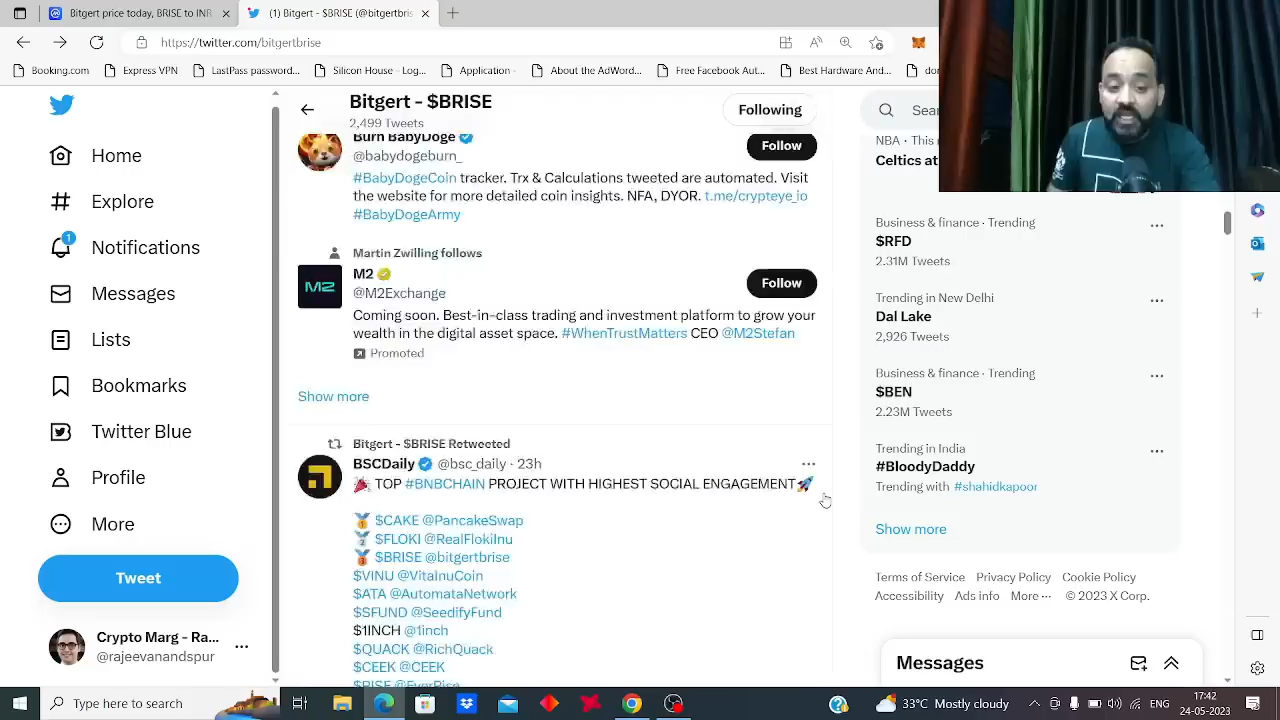 Bitgert price today, BRISE to INR
(1) Bitgert - $BRISE (@bitgertbris
https://twitter.com/bitgertbrise
Booking.com
Express VPN
LastPass password...
Silicon House - Log...
Application -
About the AdWor...
Free Facebook Aut...
Best Hardware And...
dor
Home
Explore
1
Notifications
Messages
Lists
Bookmarks
Twitter Blue
Profile
More
Tweet
Crypto Marg - Ra...
@rajeevanandspur
Bitgert - $BRISE
2,499 Tweets
Following
Burn BabyDoge
@babydogeburn_
Follow
#BabyDogeCoin tracker. Trx & Calculations tweeted are automated. Visit
the website for more detailed coin insights. NFA, DYOR. t.me/crypteye_io
#BabyDogeArmy
Martin Zwilling follows
M2
M2
@M2Exchange
Follow
Coming soon. Best-in-class trading and investment platform to grow your
wealth in the digital asset space. #WhenTrustMatters CEO @M2Stefan
Promoted
Show more
Bitgert - $BRISE Retweeted
BSCDaily @bsc_daily · 23h
🎉 TOP #BNBCHAIN PROJECT WITH HIGHEST SOCIAL ENGAGEMENT🚀
🥇 $CAKE @PancakeSwap
🥈 $FLOKI @RealFlokiInu
🥉 $BRISE @bitgertbrise
$VINU @VitaInuCoin
$ATA @AutomataNetwork
$SFUND @SeedifyFund
$1INCH @1inch
$QUACK @RichQuack
$CEEK @CEEK
$RISE @EverRise
Sear
NBA · This
Celtics at
Business & finance · Trending
$RFD
2.31M Tweets
Trending in New Delhi
Dal Lake
2,926 Tweets
Business & finance · Trending
$BEN
2.23M Tweets
Trending in India
#BloodyDaddy
Trending with #shahidkapoor
Show more
Terms of Service Privacy Policy Cookie Policy
Accessibility Ads info More ··· © 2023 X Corp.
Messages
Type here to search
33°C Mostly cloudy
17:42
24-05-2023